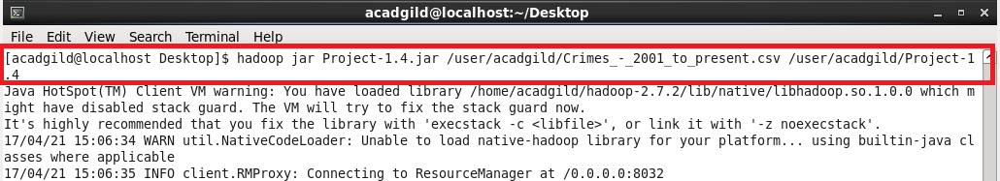 acadgild@localhost:~/Desktop
File Edit View Search Terminal Help
[acadgild@localhost Desktop]$ hadoop jar Project-1.4.jar /user/acadgild/Crimes_-_2001_to_present.csv /user/acadgild/Project-1
.4
Java HotSpot(TM) Client VM warning: You have loaded library /home/acadgild/hadoop-2.7.2/lib/native/libhadoop.so.1.0.0 which m
ight have disabled stack guard. The VM will try to fix the stack guard now.
It's highly recommended that you fix the library with 'execstack -c <libfile>', or link it with '-z noexecstack'.
17/04/21 15:06:34 WARN util.NativeCodeLoader: Unable to load native-hadoop library for your platform... using builtin-java cl
asses where applicable
17/04/21 15:06:35 INFO client.RMProxy: Connecting to ResourceManager at /0.0.0.0:8032